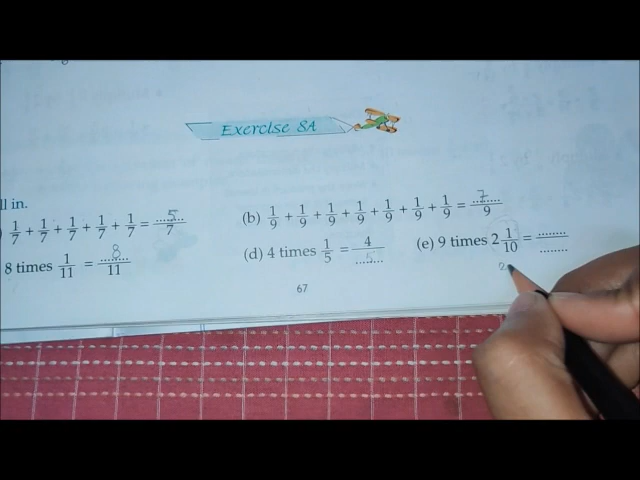 Exercise 8A
ll in.
1/7 + 1/7 + 1/7 + 1/7 + 1/7 = 5/7
(b) 1/9 + 1/9 + 1/9 + 1/9 + 1/9 + 1/9 + 1/9 = 7/9
8 times 1/11 = 8/11
(d) 4 times 1/5 = 4/5
(e) 9 times 2 1/10 = ........ / ........
67